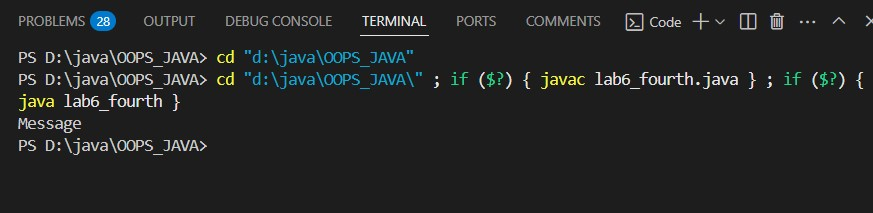 PROBLEMS 28 OUTPUT DEBUG CONSOLE TERMINAL PORTS COMMENTS Code
PS D:\java\OOPS_JAVA> cd "d:\java\OOPS_JAVA"
PS D:\java\OOPS_JAVA> cd "d:\java\OOPS_JAVA\" ; if ($?) { javac lab6_fourth.java } ; if ($?) {
java lab6_fourth }
Message
PS D:\java\OOPS_JAVA>